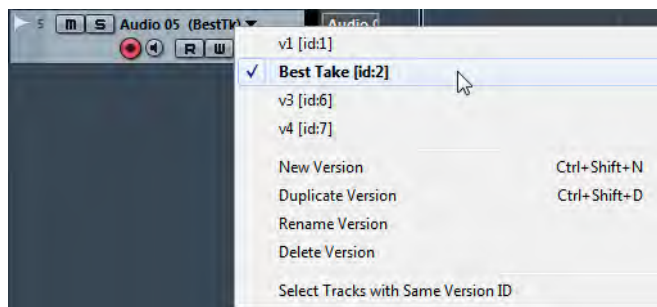 5 m S Audio 05 (BestTk)
R W
v1 [id:1]
Best Take [id:2]
v3 [id:6]
v4 [id:7]
New Version Ctrl+Shift+N
Duplicate Version Ctrl+Shift+D
Rename Version
Delete Version
Select Tracks with Same Version ID